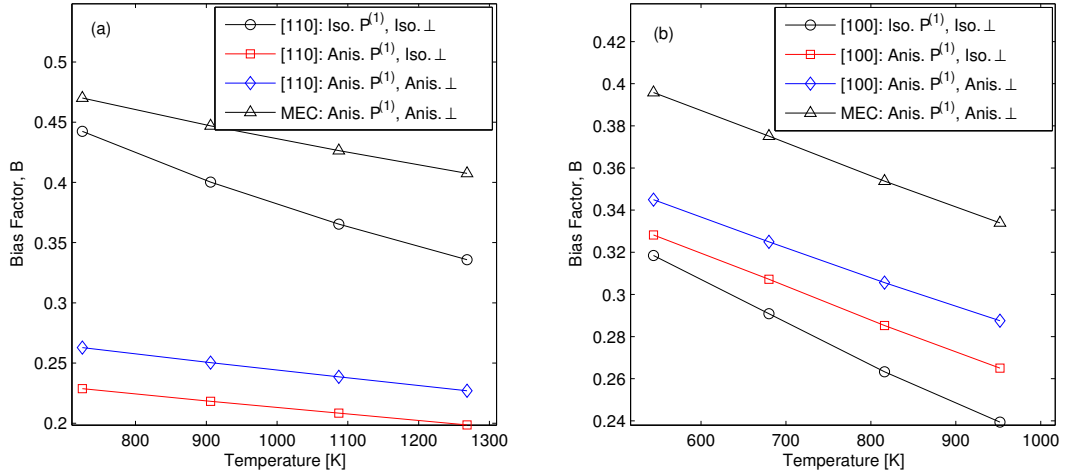 (a)
[110]: Iso. P(1), Iso.⊥
[110]: Anis. P(1), Iso.⊥
[110]: Anis. P(1), Anis.⊥
MEC: Anis. P(1), Anis.⊥
0.5
0.45
0.4
0.35
0.3
0.25
0.2
Bias Factor, B
800 900 1000 1100 1200 1300
Temperature [K]
(b)
[100]: Iso. P(1), Iso.⊥
[100]: Anis. P(1), Iso.⊥
[100]: Anis. P(1), Anis.⊥
MEC: Anis. P(1), Anis.⊥
0.42
0.4
0.38
0.36
0.34
0.32
0.3
0.28
0.26
0.24
Bias Factor, B
600 700 800 900 1000
Temperature [K]